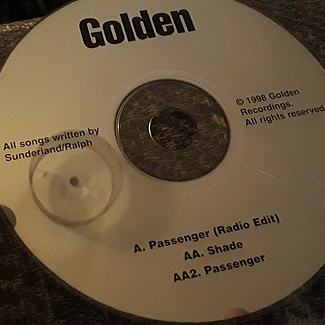 Golden
© 1998 Golden
Recordings.
All rights reserved
All songs written by
Sunderland/Ralph
A. Passenger (Radio Edit)
AA. Shade
AA2. Passenger